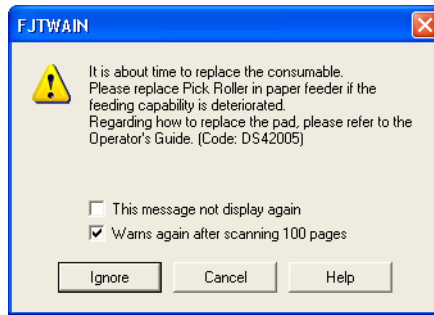 FJTWAIN
It is about time to replace the consumable.
Please replace Pick Roller in paper feeder if the
feeding capability is deteriorated.
Regarding how to replace the pad, please refer to the
Operator's Guide. (Code: DS42005)
This message not display again
Warns again after scanning 100 pages
Ignore
Cancel
Help